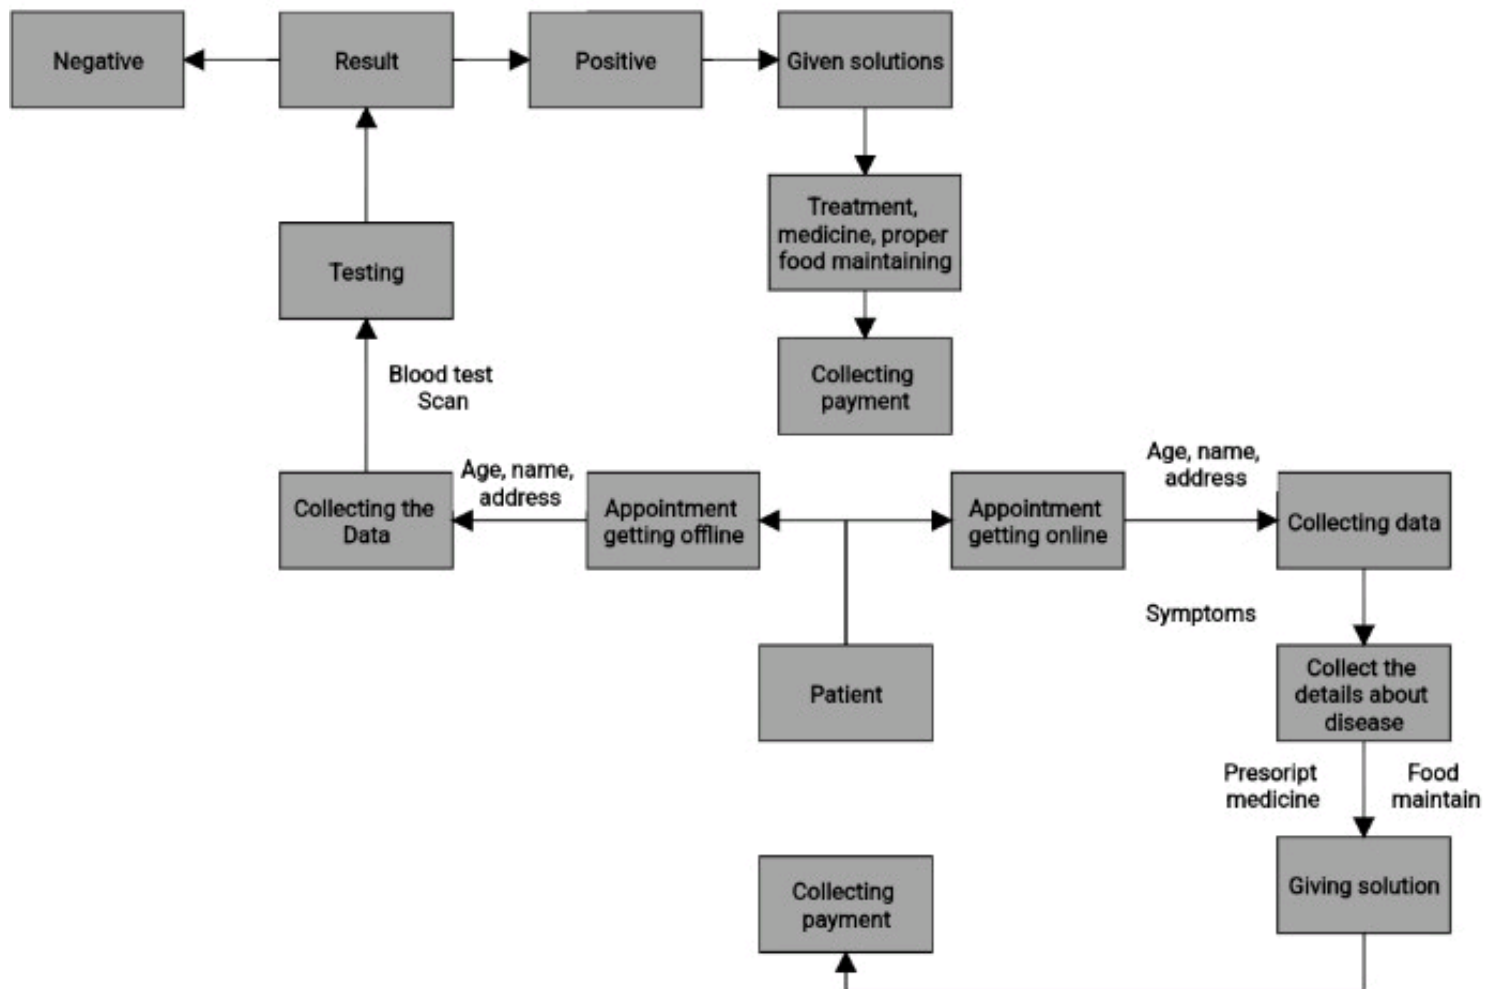 Negative
Result
Positive
Given solutions
Treatment,
medicine, proper
food maintaining
Testing
Collecting
payment
Blood test
Scan
Age, name,
address
Age, name,
address
Collecting the
Data
Appointment
getting offline
Appointment
getting online
Collecting data
Symptoms
Patient
Collect the
details about
disease
Presoript
medicine
Food
maintain
Collecting
payment
Giving solution